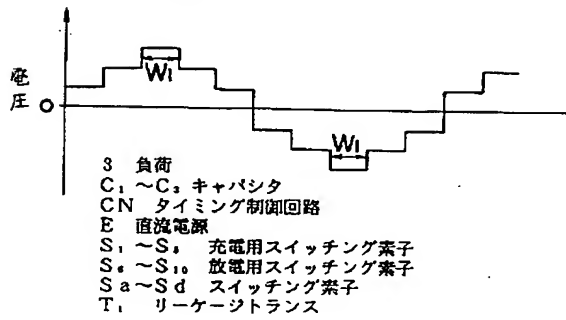 電圧
O
W₁
W₁
3 負荷
C₁～C₃ キャパシタ
CN タイミング制御回路
E 直流電源
S₁～S₅ 充電用スイッチング素子
S₆～S₁₀ 放電用スイッチング素子
Sa～Sd スイッチング素子
T₁ リーケージトランス